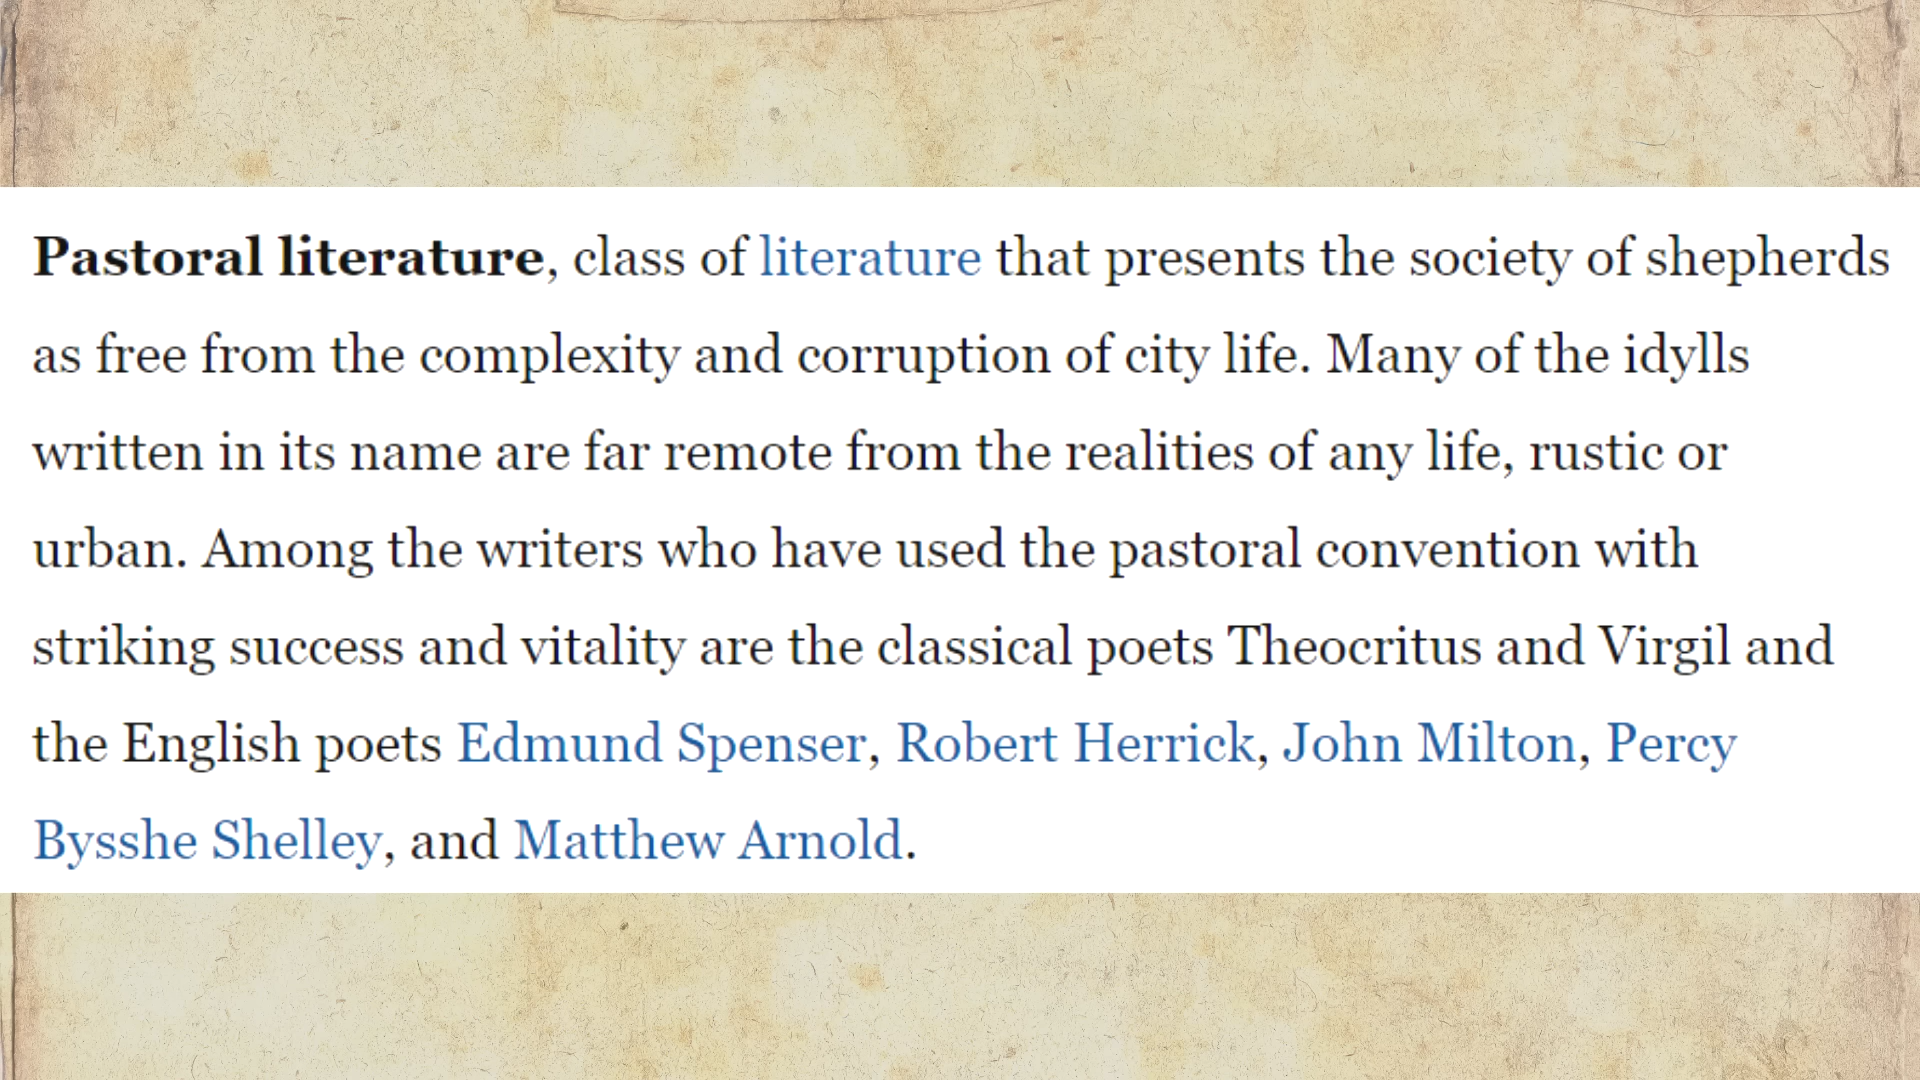 Pastoral literature, class of literature that presents the society of shepherds
as free from the complexity and corruption of city life. Many of the idylls
written in its name are far remote from the realities of any life, rustic or
urban. Among the writers who have used the pastoral convention with
striking success and vitality are the classical poets Theocritus and Virgil and
the English poets Edmund Spenser, Robert Herrick, John Milton, Percy
Bysshe Shelley, and Matthew Arnold.